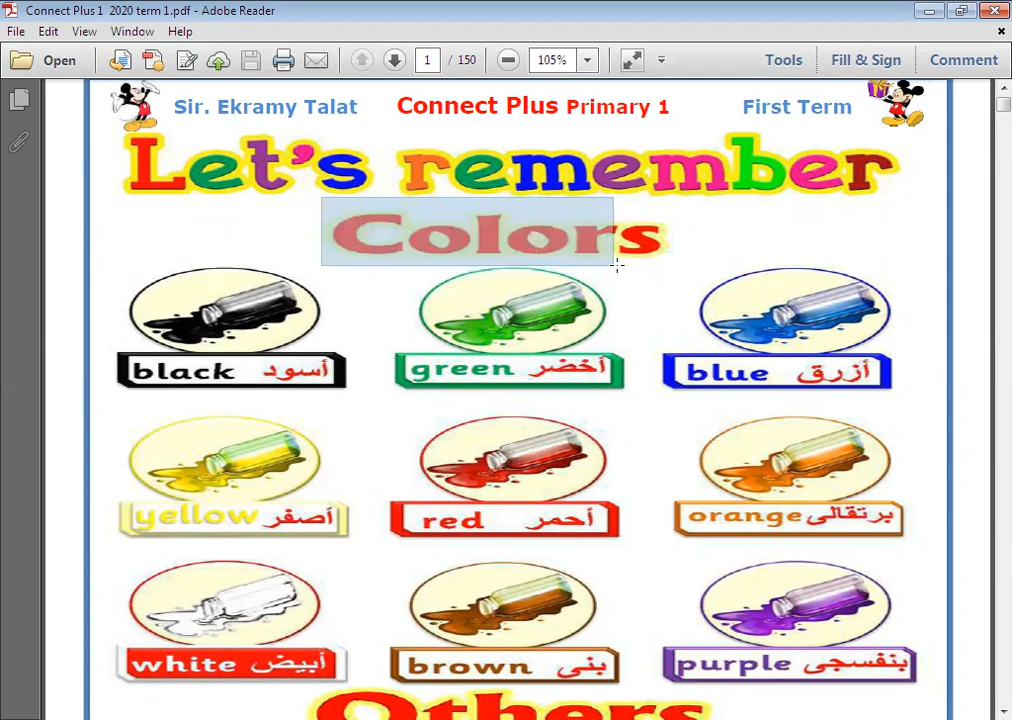 Connect Plus 1 2020 term 1.pdf - Adobe Reader
File Edit View Window Help
Open 1 / 150 105% Tools Fill & Sign Comment
Sir. Ekramy Talat Connect Plus Primary 1 First Term
Let's remember
Colors
black أسود green أخضر blue أزرق
yellow أصفر red أحمر orange برتقالى
white أبيض brown بنى purple بنفسجى
Others